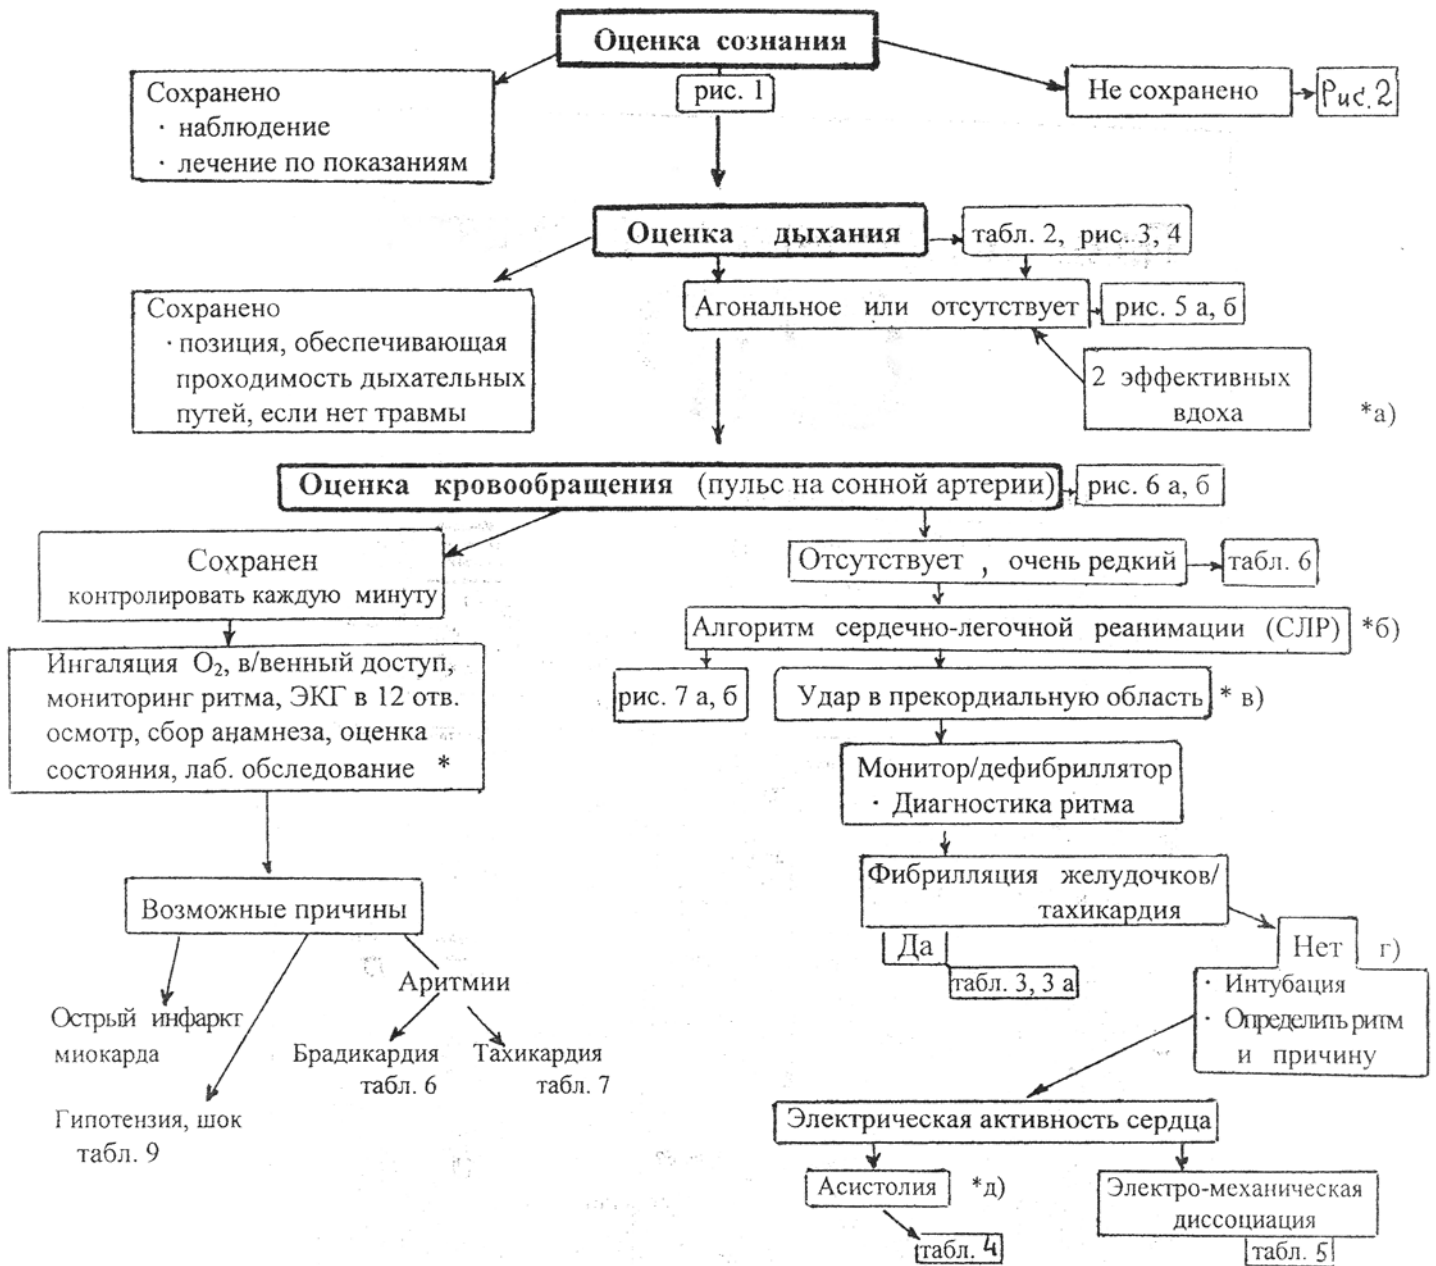 Оценка сознания
рис. 1
Сохранено
· наблюдение
· лечение по показаниям
Не сохранено
Рис. 2
Оценка дыхания
табл. 2, рис. 3, 4
Сохранено
· позиция, обеспечивающая
проходимость дыхательных
путей, если нет травмы
Агональное или отсутствует
рис. 5 а, б
2 эффективных
вдоха
*а)
Оценка кровообращения (пульс на сонной артерии)
рис. 6 а, б
Сохранен
контролировать каждую минуту
Отсутствует , очень редкий
табл. 6
Алгоритм сердечно-легочной реанимации (СЛР)
*б)
Ингаляция O₂, в/венный доступ,
мониторинг ритма, ЭКГ в 12 отв.
осмотр, сбор анамнеза, оценка
состояния, лаб. обследование *
рис. 7 а, б
Удар в прекордиальную область
* в)
Монитор/дефибриллятор
· Диагностика ритма
Фибрилляция желудочков/
тахикардия
Да
табл. 3, 3 а
Нет
г)
· Интубация
· Определить ритм
и причину
Возможные причины
Острый инфаркт
миокарда
Аритмии
Брадикардия
табл. 6
Тахикардия
табл. 7
Гипотензия, шок
табл. 9
Электрическая активность сердца
Асистолия
*д)
табл. 4
Электро-механическая
диссоциация
табл. 5